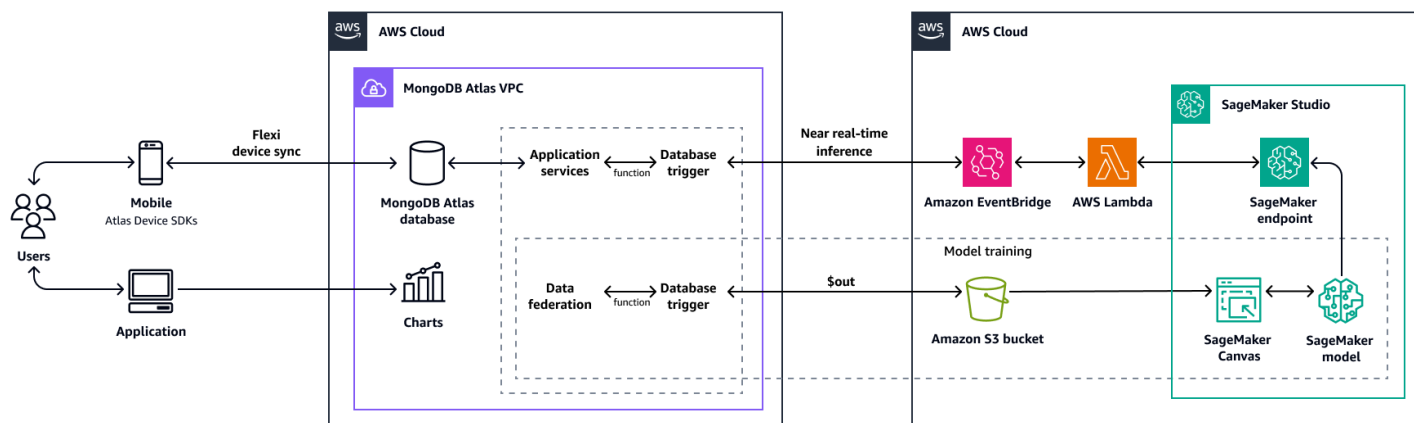 aws
AWS Cloud
aws
AWS Cloud
MongoDB Atlas VPC
SageMaker Studio
Flexi
device sync
Near real-time
inference
Application
services
function
Database
trigger
Mobile
Atlas Device SDKs
MongoDB Atlas
database
Amazon EventBridge
AWS Lambda
SageMaker
endpoint
Users
Model training
Data
federation
function
Database
trigger
$out
Application
Charts
Amazon S3 bucket
SageMaker
Canvas
SageMaker
model